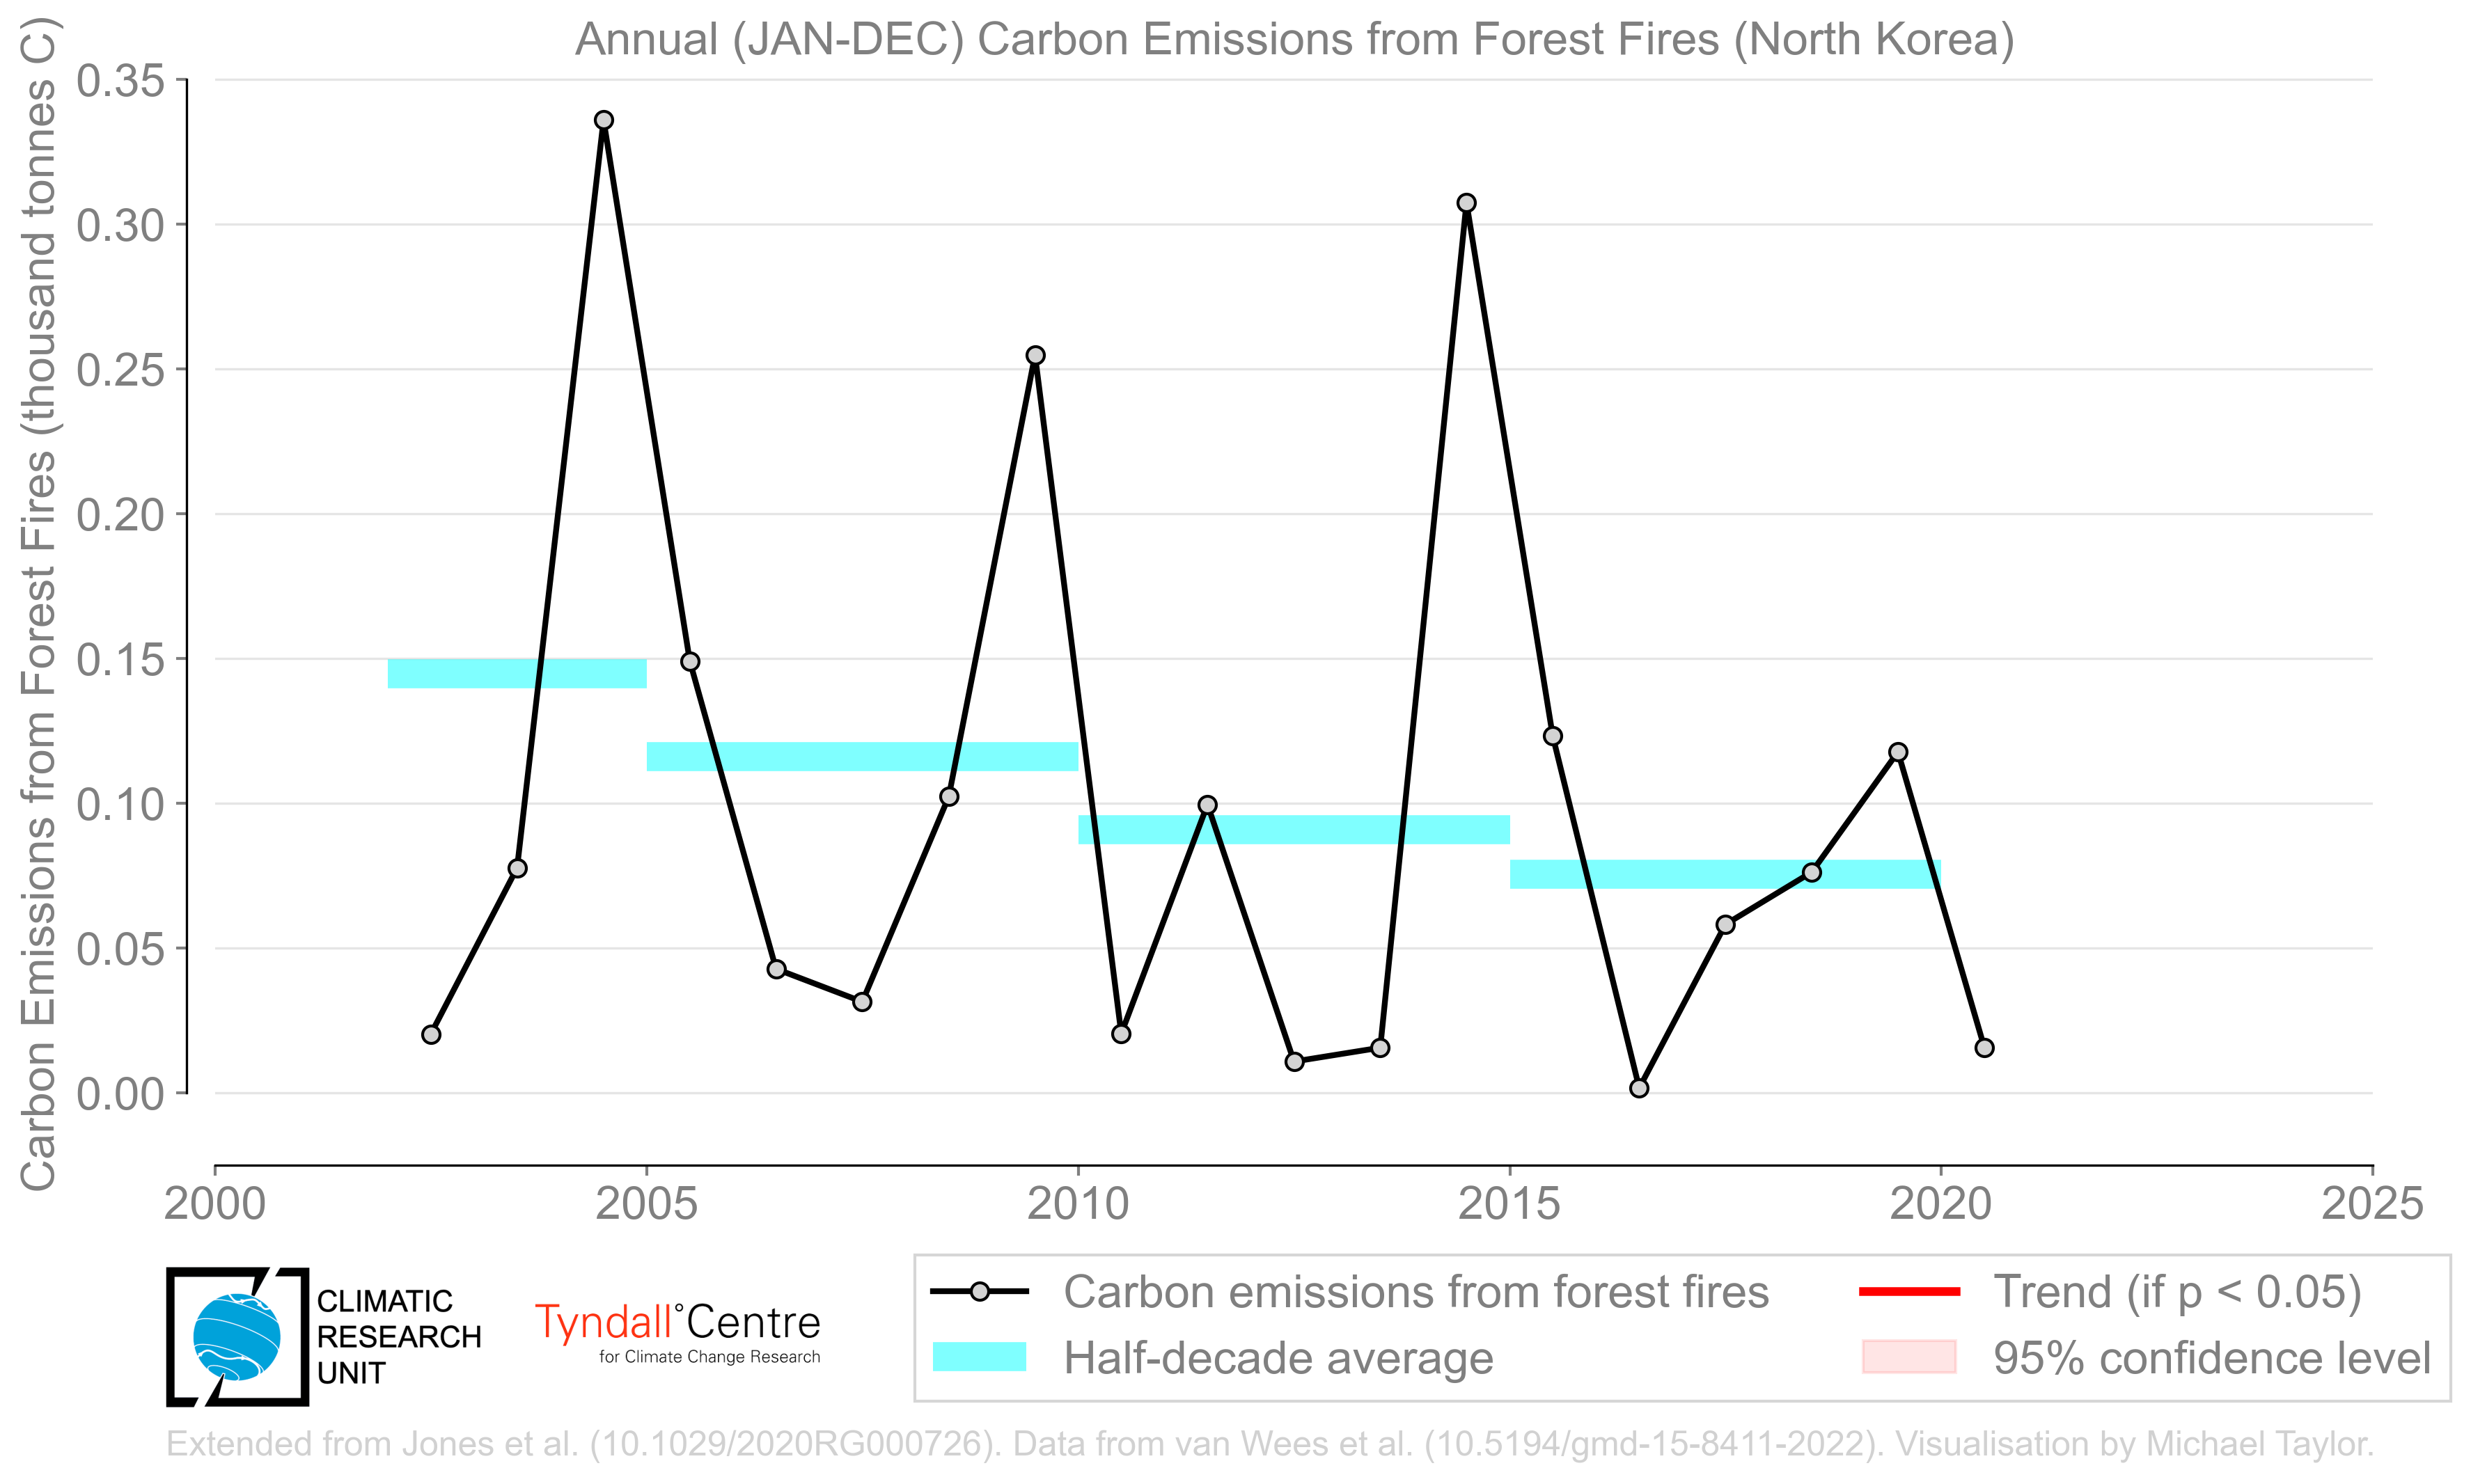 Annual (JAN-DEC) Carbon Emissions from Forest Fires (North Korea)
Carbon Emissions from Forest Fires (thousand tonnes C)
0.35
0.30
0.25
0.20
0.15
0.10
0.05
0.00
2000 2005 2010 2015 2020 2025
CLIMATIC
RESEARCH
UNIT
Tyndall°Centre
for Climate Change Research
Carbon emissions from forest fires
Half-decade average
Trend (if p < 0.05)
95% confidence level
Extended from Jones et al. (10.1029/2020RG000726). Data from van Wees et al. (10.5194/gmd-15-8411-2022). Visualisation by Michael Taylor.